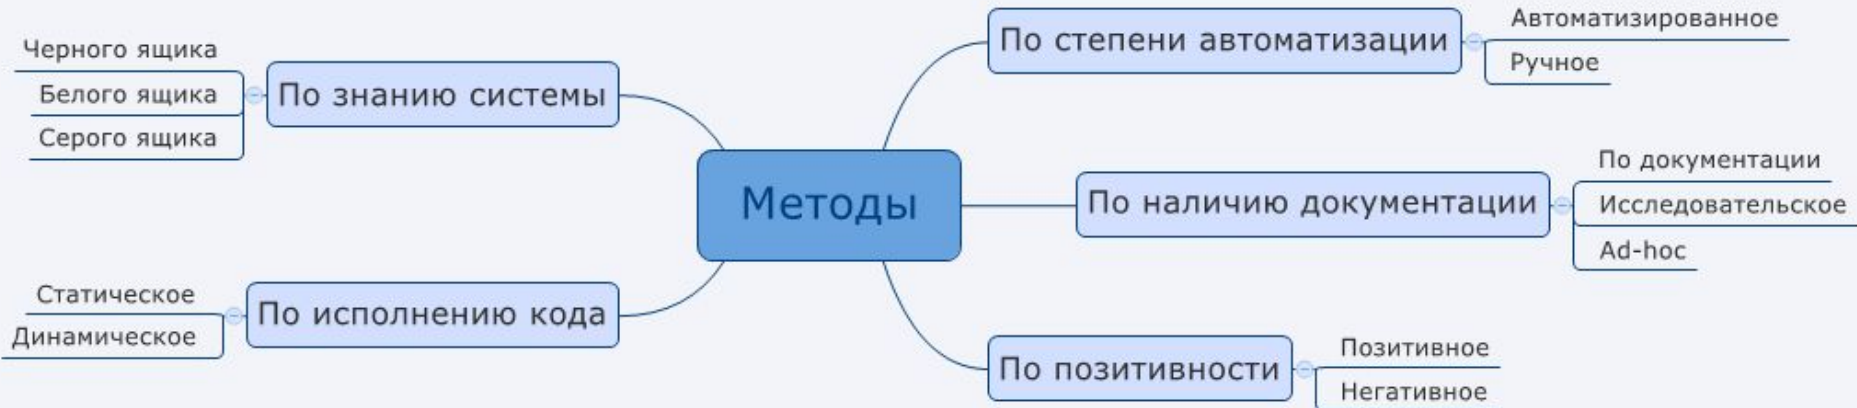 Методы
По знанию системы
Черного ящика
Белого ящика
Серого ящика
По исполнению кода
Статическое
Динамическое
По степени автоматизации
Автоматизированное
Ручное
По наличию документации
По документации
Исследовательское
Ad-hoc
По позитивности
Позитивное
Негативное